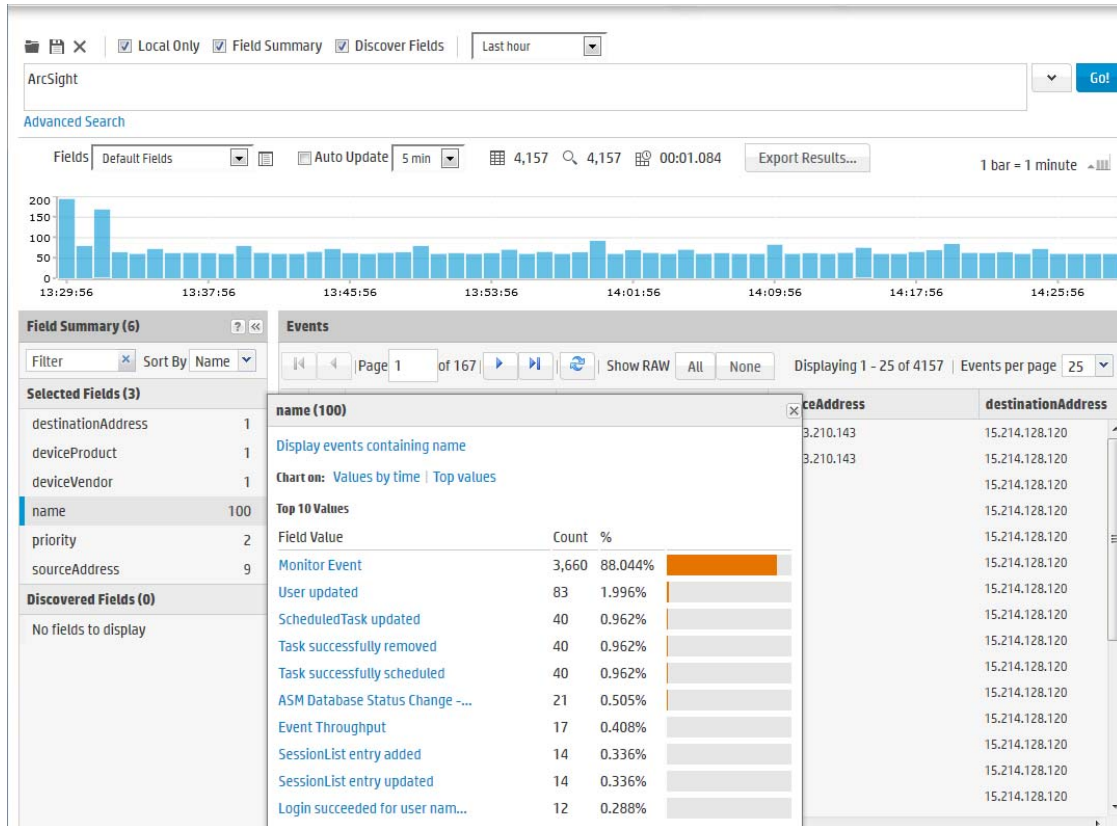 Local Only Field Summary Discover Fields Last hour
ArcSight
Go!
Advanced Search
Fields Default Fields Auto Update 5 min 4,157 4,157 00:01.084 Export Results... 1 bar = 1 minute
200
150
100
50
0
13:29:56 13:37:56 13:45:56 13:53:56 14:01:56 14:09:56 14:17:56 14:25:56
Field Summary (6) ? «
Filter × Sort By Name
Selected Fields (3)
destinationAddress 1
deviceProduct 1
deviceVendor 1
name 100
priority 2
sourceAddress 9
Discovered Fields (0)
No fields to display
Events
Page 1 of 167 Show RAW All None Displaying 1 - 25 of 4157 Events per page 25
ceAddress destinationAddress
3.210.143 15.214.128.120
3.210.143 15.214.128.120
15.214.128.120
15.214.128.120
15.214.128.120
15.214.128.120
15.214.128.120
15.214.128.120
15.214.128.120
15.214.128.120
15.214.128.120
15.214.128.120
15.214.128.120
15.214.128.120
15.214.128.120
name (100)
Display events containing name
Chart on: Values by time | Top values
Top 10 Values
Field Value Count %
Monitor Event 3,660 88.044%
User updated 83 1.996%
ScheduledTask updated 40 0.962%
Task successfully removed 40 0.962%
Task successfully scheduled 40 0.962%
ASM Database Status Change -... 21 0.505%
Event Throughput 17 0.408%
SessionList entry added 14 0.336%
SessionList entry updated 14 0.336%
Login succeeded for user nam... 12 0.288%